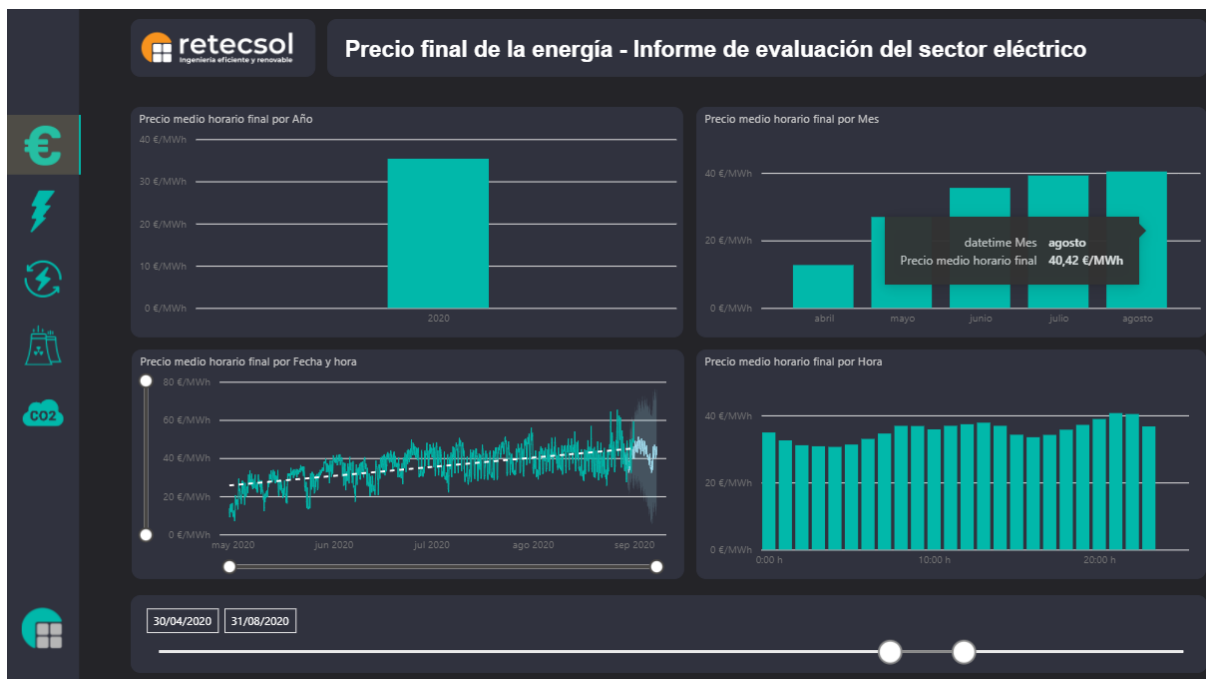 retecsol
ingeniería eficiente y renovable
Precio final de la energía - Informe de evaluación del sector eléctrico
Precio medio horario final por Año
40 €/MWh
30 €/MWh
20 €/MWh
10 €/MWh
0 €/MWh
2020
Precio medio horario final por Mes
40 €/MWh
20 €/MWh
0 €/MWh
datetime Mes agosto
Precio medio horario final 40,42 €/MWh
abril mayo junio julio agosto
€
CO2
Precio medio horario final por Fecha y hora
80 €/MWh
60 €/MWh
40 €/MWh
20 €/MWh
0 €/MWh
may 2020 jun 2020 jul 2020 ago 2020 sep 2020
Precio medio horario final por Hora
40 €/MWh
20 €/MWh
0 €/MWh
0:00 h 10:00 h 20:00 h
30/04/2020 31/08/2020